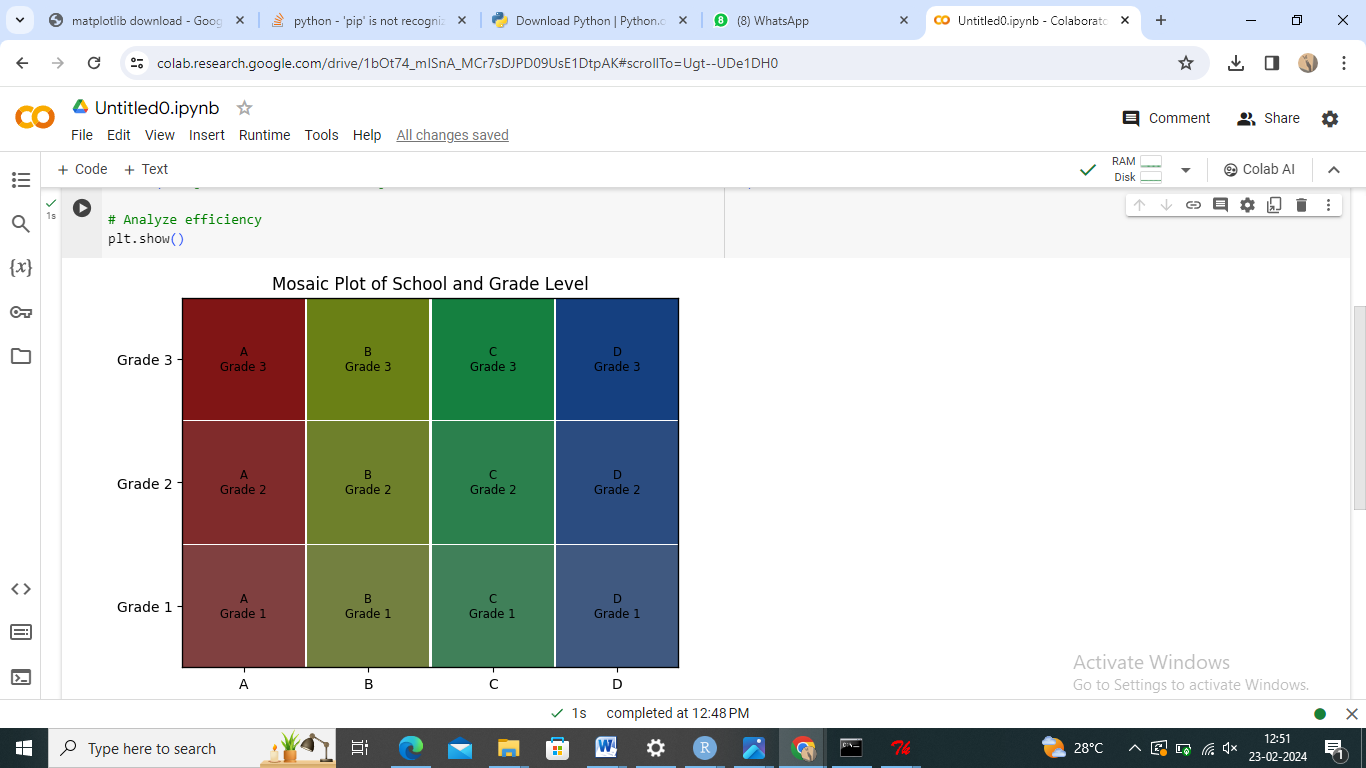 matplotlib download - Goog
python - 'pip' is not recogni
Download Python | Python.o
8 (8) WhatsApp
Untitled0.ipynb - Colaborato
colab.research.google.com/drive/1bOt74_mISnA_MCr7sDJPD09UsE1DtpAK#scrollTo=Ugt--UDe1DH0
Untitled0.ipynb
Comment
Share
File Edit View Insert Runtime Tools Help All changes saved
+ Code + Text
RAM
Disk
Colab AI
1s
# Analyze efficiency
plt.show()
{x}
Mosaic Plot of School and Grade Level
Grade 3
A
Grade 3
B
Grade 3
C
Grade 3
D
Grade 3
Grade 2
A
Grade 2
B
Grade 2
C
Grade 2
D
Grade 2
Grade 1
A
Grade 1
B
Grade 1
C
Grade 1
D
Grade 1
A B C D
Activate Windows
Go to Settings to activate Windows.
1s completed at 12:48 PM
Type here to search
W
R
28°C
12:51
23-02-2024
1